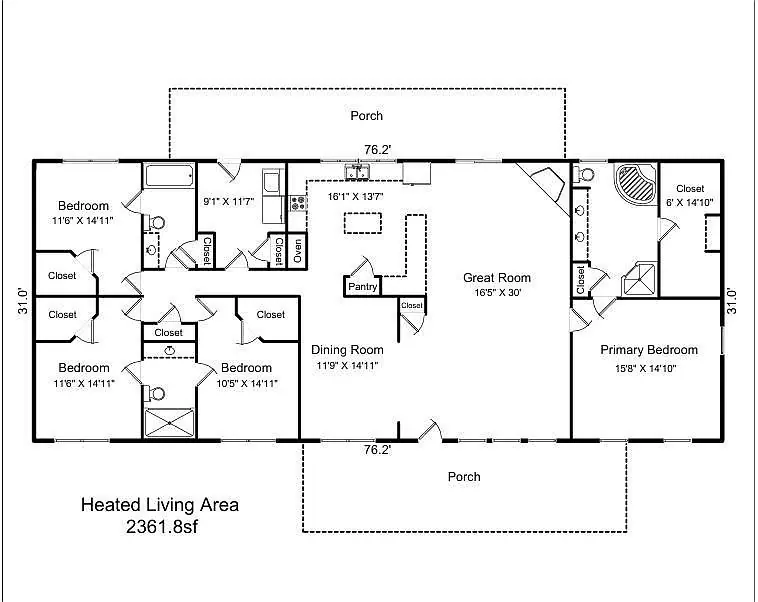 Porch
76.2'
Bedroom
11'6" X 14'11"
9'1" X 11'7"
16'1" X 13'7"
Closet
6' X 14'10"
Closet
Closet
Closet
Oven
Great Room
16'5" X 30'
Closet
Pantry
31.0'
31.0'
Closet
Closet
Closet
Closet
Dining Room
11'9" X 14'11"
Primary Bedroom
15'8" X 14'10"
Bedroom
11'6" X 14'11"
Bedroom
10'5" X 14'11"
76.2'
Porch
Heated Living Area
2361.8sf